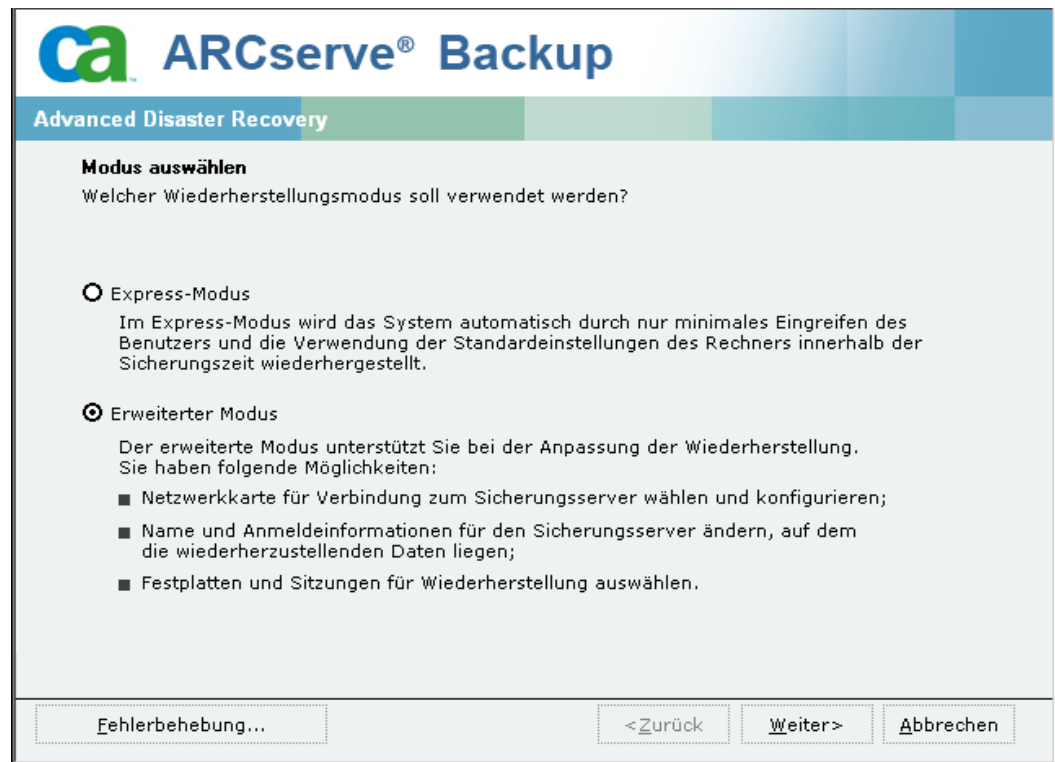 ca ARCserve® Backup
Advanced Disaster Recovery
Modus auswählen
Welcher Wiederherstellungsmodus soll verwendet werden?
Express-Modus
Im Express-Modus wird das System automatisch durch nur minimales Eingreifen des
Benutzers und die Verwendung der Standardeinstellungen des Rechners innerhalb der
Sicherungszeit wiederhergestellt.
Erweiterter Modus
Der erweiterte Modus unterstützt Sie bei der Anpassung der Wiederherstellung.
Sie haben folgende Möglichkeiten:
Netzwerkkarte für Verbindung zum Sicherungsserver wählen und konfigurieren;
Name und Anmeldeinformationen für den Sicherungsserver ändern, auf dem
die wiederherzustellenden Daten liegen;
Festplatten und Sitzungen für Wiederherstellung auswählen.
Fehlerbehebung... <Zurück Weiter> Abbrechen